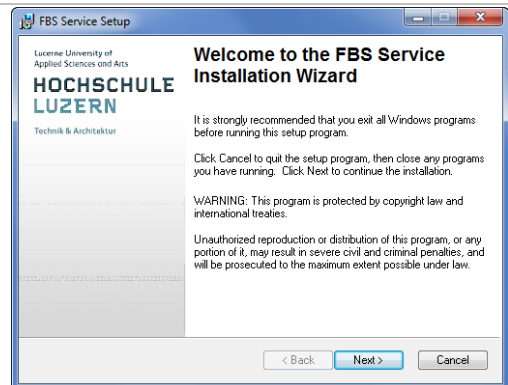 FBS Service Setup
Lucerne University of
Applied Sciences and Arts
HOCHSCHULE
LUZERN
Technik & Architektur
Welcome to the FBS Service
Installation Wizard
It is strongly recommended that you exit all Windows programs
before running this setup program.
Click Cancel to quit the setup program, then close any programs
you have running. Click Next to continue the installation.
WARNING: This program is protected by copyright law and
international treaties.
Unauthorized reproduction or distribution of this program, or any
portion of it, may result in severe civil and criminal penalties, and
will be prosecuted to the maximum extent possible under law.
< Back
Next >
Cancel